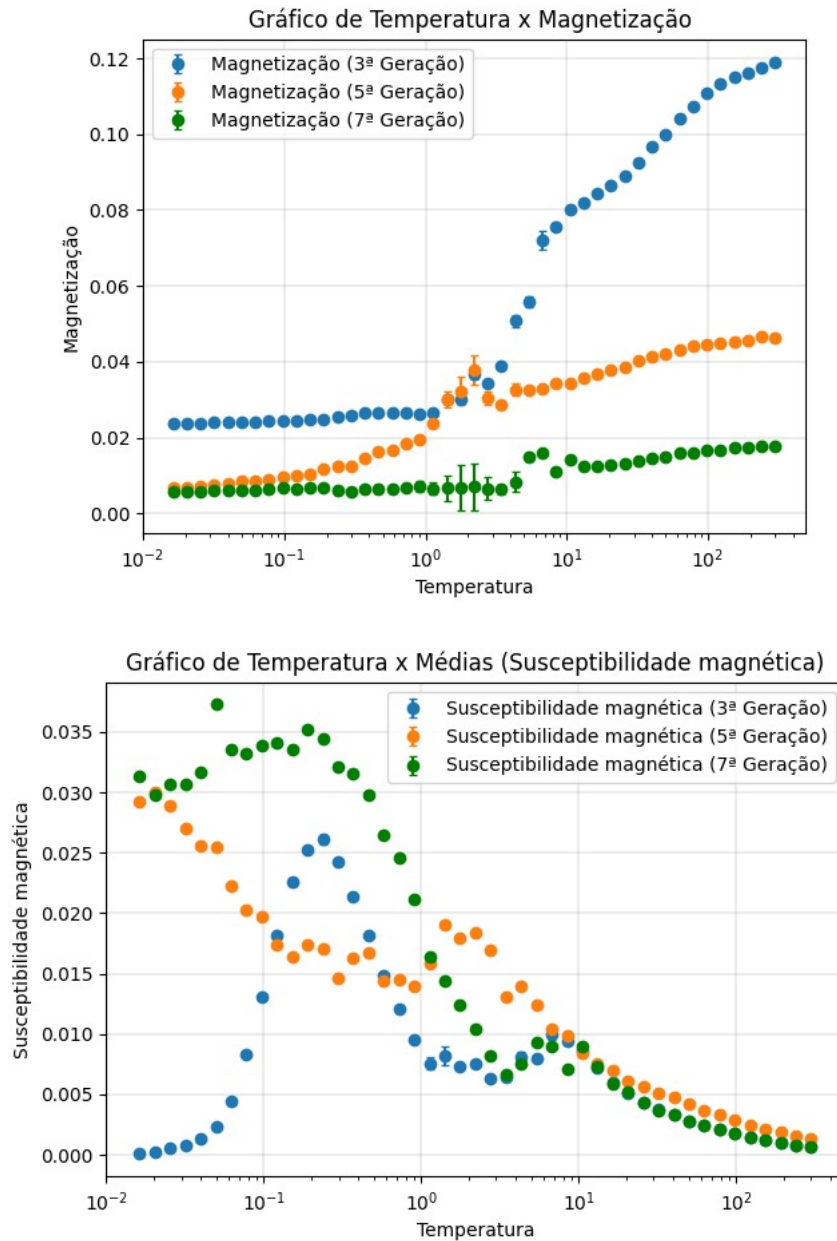 Gráfico de Temperatura x Magnetização
Magnetização (3ª Geração)
Magnetização (5ª Geração)
Magnetização (7ª Geração)
0.12
0.10
0.08
0.06
0.04
0.02
0.00
Magnetização
10⁻² 10⁻¹ 10⁰ 10¹ 10²
Temperatura
Gráfico de Temperatura x Médias (Susceptibilidade magnética)
Susceptibilidade magnética (3ª Geração)
Susceptibilidade magnética (5ª Geração)
Susceptibilidade magnética (7ª Geração)
0.035
0.030
0.025
0.020
0.015
0.010
0.005
0.000
Susceptibilidade magnética
10⁻² 10⁻¹ 10⁰ 10¹ 10²
Temperatura